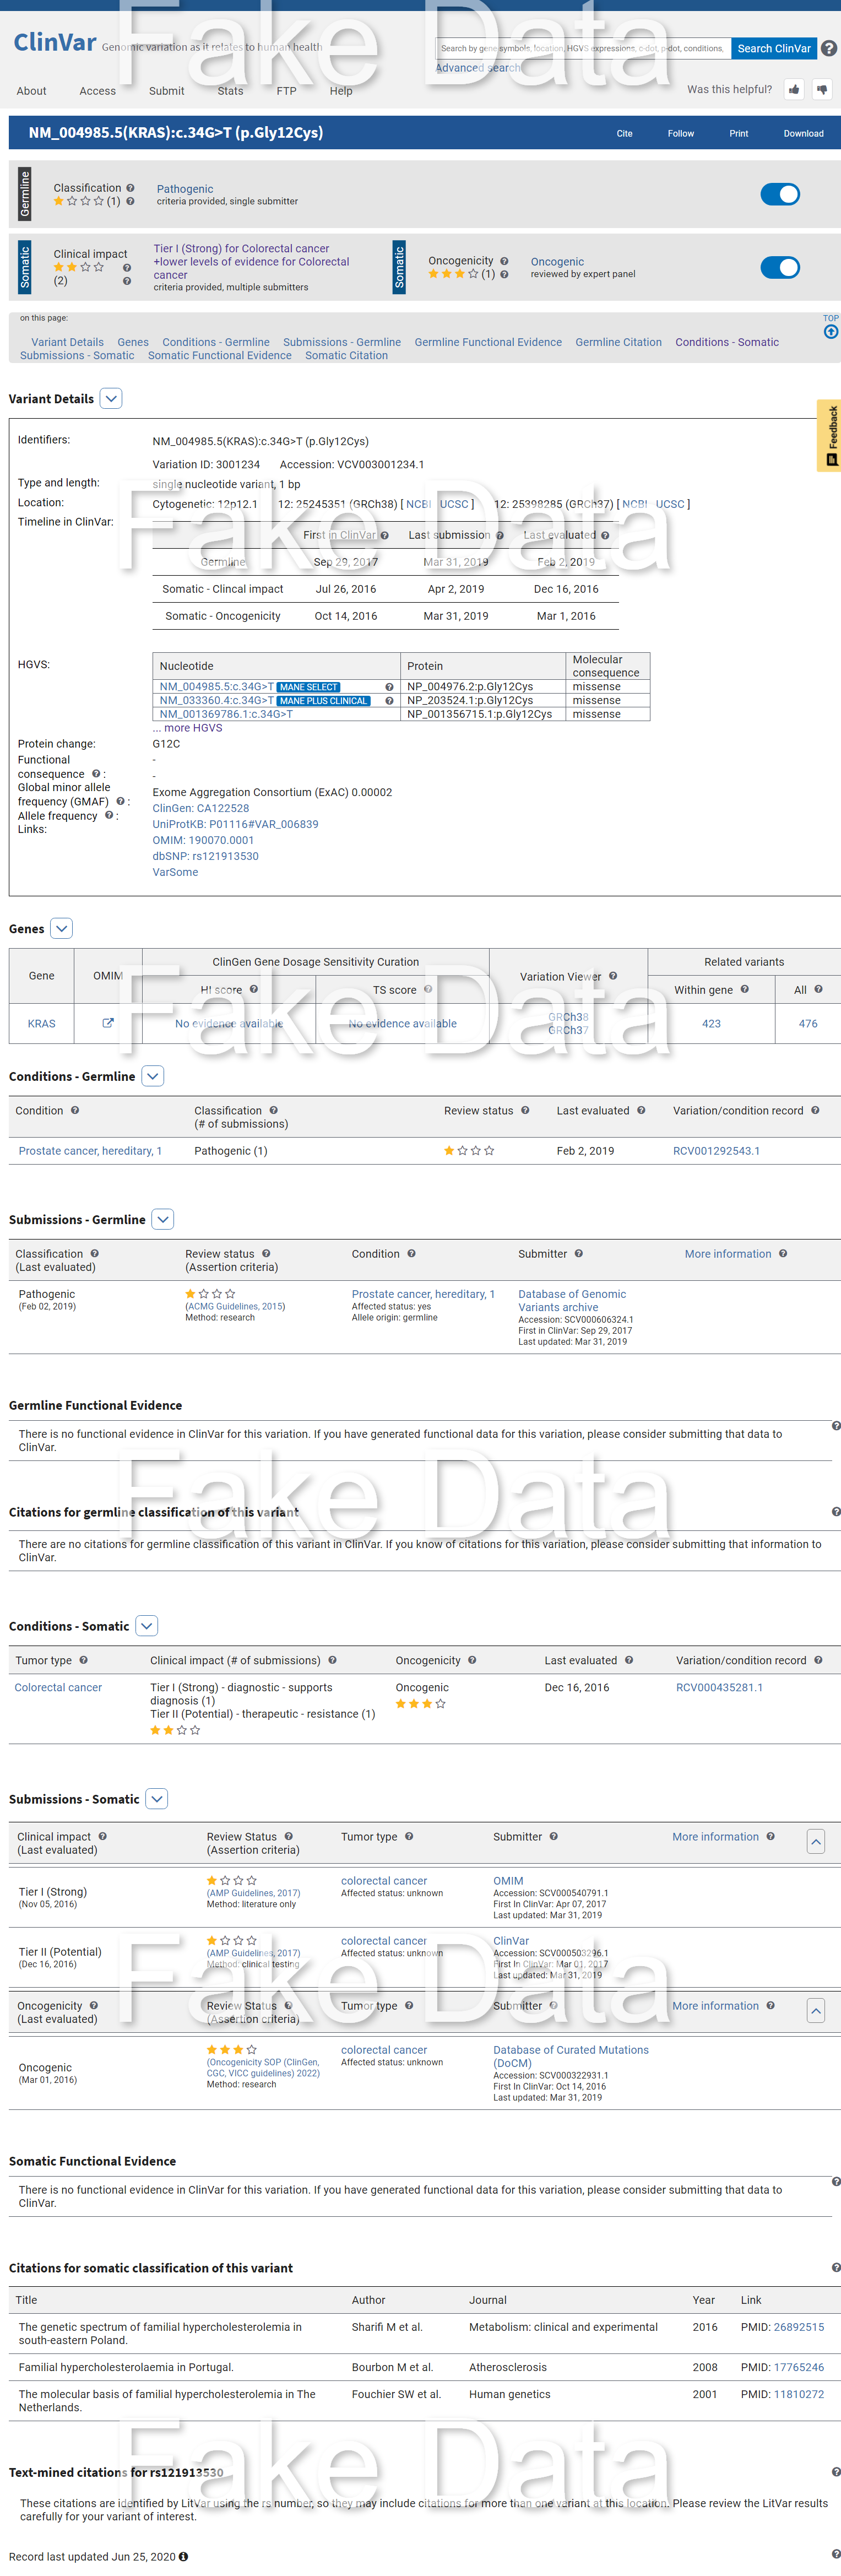 Fake Data
ClinVar Genomic variation as it relates to human health
Search by gene symbols, location, HGVS expressions, c-dot, p-dot, conditions,
Search ClinVar
Advanced search
About Access Submit Stats FTP Help
Was this helpful?
NM_004985.5(KRAS):c.34G>T (p.Gly12Cys)
Cite Follow Print Download
Germline
Classification
(1)
Pathogenic
criteria provided, single submitter
Somatic
Clinical impact
(2)
Tier I (Strong) for Colorectal cancer
+lower levels of evidence for Colorectal
cancer
criteria provided, multiple submitters
Somatic
Oncogenicity
(1)
Oncogenic
reviewed by expert panel
on this page:
Variant Details Genes Conditions - Germline Submissions - Germline Germline Functional Evidence Germline Citation Conditions - Somatic
Submissions - Somatic Somatic Functional Evidence Somatic Citation
TOP
Variant Details
Feedback
Identifiers:
NM_004985.5(KRAS):c.34G>T (p.Gly12Cys)
Variation ID: 3001234 Accession: VCV003001234.1
Type and length:
single nucleotide variant, 1 bp
Location:
Cytogenetic: 12p12.1 12: 25245351 (GRCh38) [ NCBI UCSC ] 12: 25398285 (GRCh37) [ NCBI UCSC ]
Timeline in ClinVar:
First in ClinVar Last submission Last evaluated
Germline Sep 29, 2017 Mar 31, 2019 Feb 2, 2019
Somatic - Clincal impact Jul 26, 2016 Apr 2, 2019 Dec 16, 2016
Somatic - Oncogenicity Oct 14, 2016 Mar 31, 2019 Mar 1, 2016
Fake Data
HGVS:
Nucleotide Protein Molecular
consequence
NM_004985.5:c.34G>T MANE SELECT NP_004976.2:p.Gly12Cys missense
NM_033360.4:c.34G>T MANE PLUS CLINICAL NP_203524.1:p.Gly12Cys missense
NM_001369786.1:c.34G>T NP_001356715.1:p.Gly12Cys missense
... more HGVS
Protein change:
G12C
Functional
consequence :
-
Global minor allele
frequency (GMAF) :
-
Allele frequency :
Exome Aggregation Consortium (ExAC) 0.00002
Links:
ClinGen: CA122528
UniProtKB: P01116#VAR_006839
OMIM: 190070.0001
dbSNP: rs121913530
VarSome
Genes
Gene OMIM ClinGen Gene Dosage Sensitivity Curation Variation Viewer Related variants
HI score TS score Within gene All
KRAS No evidence available No evidence available GRCh38
GRCh37
423 476
Fake Data
Conditions - Germline
Condition Classification
(# of submissions)
Review status Last evaluated Variation/condition record
Prostate cancer, hereditary, 1 Pathogenic (1) Feb 2, 2019 RCV001292543.1
Submissions - Germline
Classification
(Last evaluated)
Review status
(Assertion criteria)
Condition Submitter More information
Pathogenic
(Feb 02, 2019)
(ACMG Guidelines, 2015)
Method: research
Prostate cancer, hereditary, 1
Affected status: yes
Allele origin: germline
Database of Genomic
Variants archive
Accession: SCV000606324.1
First in ClinVar: Sep 29, 2017
Last updated: Mar 31, 2019
Germline Functional Evidence
There is no functional evidence in ClinVar for this variation. If you have generated functional data for this variation, please consider submitting that data to
ClinVar.
Fake Data
Citations for germline classification of this variant
There are no citations for germline classification of this variant in ClinVar. If you know of citations for this variation, please consider submitting that information to
ClinVar.
Conditions - Somatic
Tumor type Clinical impact (# of submissions) Oncogenicity Last evaluated Variation/condition record
Colorectal cancer
Tier I (Strong) - diagnostic - supports
diagnosis (1)
Tier II (Potential) - therapeutic - resistance (1)
Oncogenic
Dec 16, 2016
RCV000435281.1
Submissions - Somatic
Clinical impact
(Last evaluated)
Review Status
(Assertion criteria)
Tumor type Submitter More information
Tier I (Strong)
(Nov 05, 2016)
(AMP Guidelines, 2017)
Method: literature only
colorectal cancer
Affected status: unknown
OMIM
Accession: SCV000540791.1
First In ClinVar: Apr 07, 2017
Last updated: Mar 31, 2019
Tier II (Potential)
(Dec 16, 2016)
(AMP Guidelines, 2017)
Method: clinical testing
colorectal cancer
Affected status: unknown
ClinVar
Accession: SCV000503296.1
First In ClinVar: Mar 01, 2017
Last updated: Mar 31, 2019
Fake Data
Oncogenicity
(Last evaluated)
Review Status
(Assertion criteria)
Tumor type Submitter More information
Oncogenic
(Mar 01, 2016)
(Oncogenicity SOP (ClinGen,
CGC, VICC guidelines) 2022)
Method: research
colorectal cancer
Affected status: unknown
Database of Curated Mutations
(DoCM)
Accession: SCV000322931.1
First In ClinVar: Oct 14, 2016
Last updated: Mar 31, 2019
Somatic Functional Evidence
There is no functional evidence in ClinVar for this variation. If you have generated functional data for this variation, please consider submitting that data to
ClinVar.
Citations for somatic classification of this variant
Title Author Journal Year Link
The genetic spectrum of familial hypercholesterolemia in
south-eastern Poland.
Sharifi M et al. Metabolism: clinical and experimental 2016 PMID: 26892515
Familial hypercholesterolaemia in Portugal. Bourbon M et al. Atherosclerosis 2008 PMID: 17765246
The molecular basis of familial hypercholesterolemia in The
Netherlands.
Fouchier SW et al. Human genetics 2001 PMID: 11810272
Fake Data
Text-mined citations for rs121913530
These citations are identified by LitVar using the rs number, so they may include citations for more than one variant at this location. Please review the LitVar results
carefully for your variant of interest.
Record last updated Jun 25, 2020